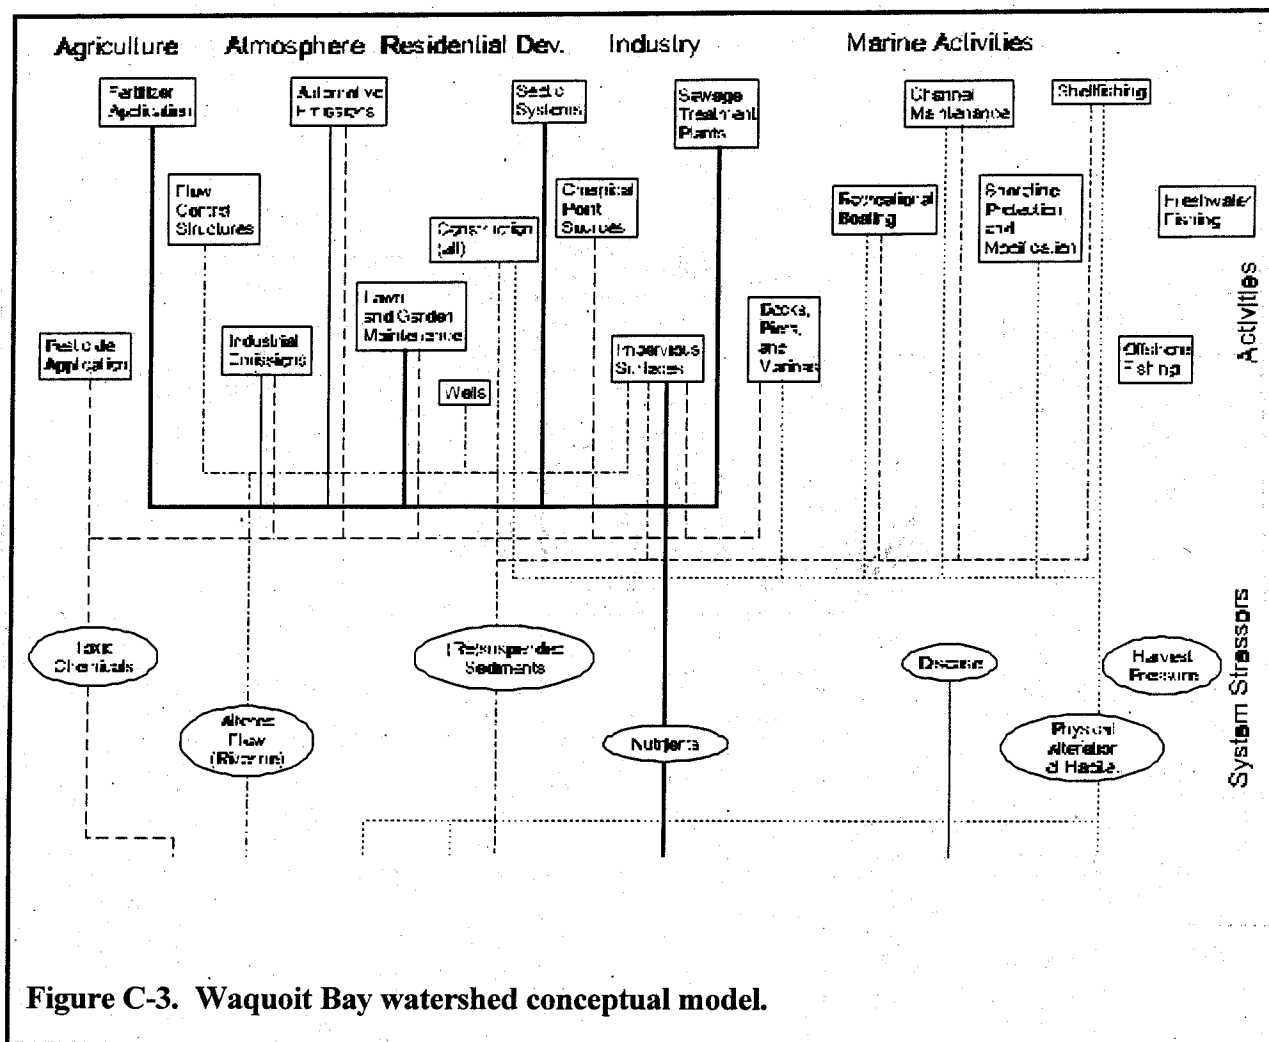 Agriculture
Atmosphere
Residential Dev.
Industry
Marine Activities
Fertilizer
Application
Automotive
Emissions
Septic
Systems
Sewage
Treatment
Plants
Channel
Maintenance
Shellfishing
Flow
Control
Structures
Construction
(all)
Chemical
Point
Sources
Recreational
Boating
Shoreline
Protection
and
Modification
Freshwater
Fishing
Activities
Pesticide
Application
Industrial
Emissions
Lawn
and Garden
Maintenance
Wells
Impervious
Surfaces
Docks,
Piers,
and
Marinas
Offshore
Fishing
Toxic
Chemicals
(Re)suspended
Sediments
Disease
Harvest
Pressure
System Stressors
Altered
Flow
(Riverine)
Nutrients
Physical
Alteration
of Habitat
Figure C-3. Waquoit Bay watershed conceptual model.